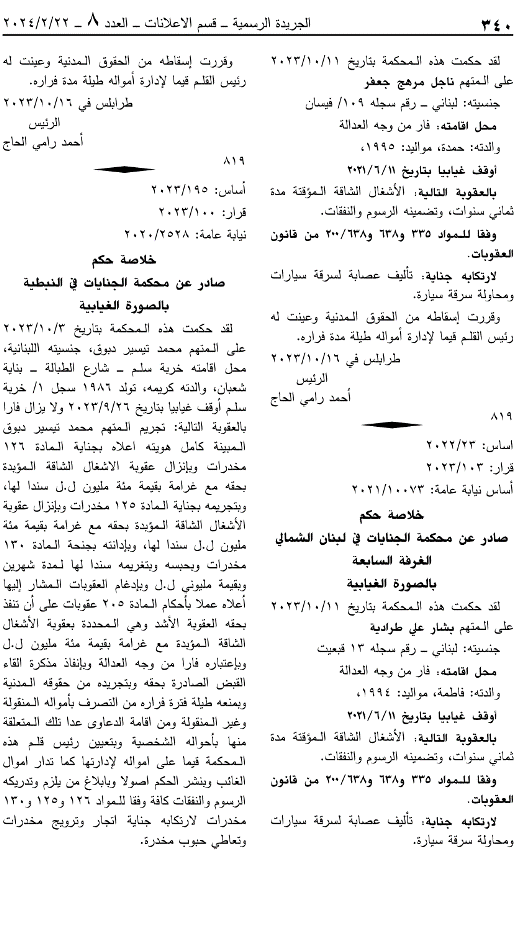 ٣٤٠
الجريدة الرسمية ــ قسم الاعلانات ــ العدد ٨ ــ ٢٠٢٤/٢/٢٢
لقد حكمت هذه المحكمة بتاريخ ٢٠٢٣/١٠/١١
على المتهم ناجل مرهج جعفر
جنسيته: لبناني ــ رقم سجله ١٠٩/ فيسان
محل اقامته: فار من وجه العدالة
والدته: حمدة، مواليد: ١٩٩٥،
أوقف غيابيا بتاريخ ٢٠٢١/٦/١١
بالعقوبة التالية: الأشغال الشاقة المؤقتة مدة
ثماني سنوات، وتضمينه الرسوم والنفقات.
وفقا للمواد ٣٣٥ و٦٣٨ و٢٠٠/٦٣٨ من قانون
العقوبات.
لارتكابه جناية: تأليف عصابة لسرقة سيارات
ومحاولة سرقة سيارة.
وقررت إسقاطه من الحقوق المدنية وعينت له
رئيس القلم قيما لإدارة أمواله طيلة مدة فراره.
طرابلس في ٢٠٢٣/١٠/١٦
الرئيس
أحمد رامي الحاج
٨١٩
اساس: ٢٠٢٢/٢٣
قرار: ٢٠٢٣/١٠٣
أساس نيابة عامة: ٢٠٢١/١٠٠٧٣
خلاصة حكم
صادر عن محكمة الجنايات في لبنان الشمالي
الغرفة السابعة
بالصورة الغيابية
لقد حكمت هذه المحكمة بتاريخ ٢٠٢٣/١٠/١١
على المتهم بشار علي طرادية
جنسيته: لبناني ــ رقم سجله ١٣ قبعيت
محل اقامته: فار من وجه العدالة
والدته: فاطمة، مواليد: ١٩٩٤،
أوقف غيابيا بتاريخ ٢٠٢١/٦/١١
بالعقوبة التالية: الأشغال الشاقة المؤقتة مدة
ثماني سنوات، وتضمينه الرسوم والنفقات.
وفقا للمواد ٣٣٥ و٦٣٨ و٢٠٠/٦٣٨ من قانون
العقوبات.
لارتكابه جناية: تأليف عصابة لسرقة سيارات
ومحاولة سرقة سيارة.
وقررت إسقاطه من الحقوق المدنية وعينت له
رئيس القلم قيما لإدارة أمواله طيلة مدة فراره.
طرابلس في ٢٠٢٣/١٠/١٦
الرئيس
أحمد رامي الحاج
٨١٩
أساس: ٢٠٢٣/١٩٥
قرار: ٢٠٢٣/١٠٠
نيابة عامة: ٢٠٢٠/٢٥٢٨
خلاصة حكم
صادر عن محكمة الجنايات في النبطية
بالصورة الغيابية
لقد حكمت هذه المحكمة بتاريخ ٢٠٢٣/١٠/٣
على المتهم محمد تيسير دبوق، جنسيته اللبنانية،
محل اقامته خربة سلم ــ شارع الطبالة ــ بناية
شعبان، والدته كريمه، تولد ١٩٨٦ سجل ١/ خربة
سلم أوقف غيابيا بتاريخ ٢٠٢٣/٩/٢٦ ولا يزال فارا
بالعقوبة التالية: تجريم المتهم محمد تيسير دبوق
المبينة كامل هويته اعلاه بجناية المادة ١٢٦
مخدرات وبإنزال عقوبة الاشغال الشاقة المؤبدة
بحقه مع غرامة بقيمة مئة مليون ل.ل سندا لها،
وبتجريمه بجناية المادة ١٢٥ مخدرات وبإنزال عقوبة
الأشغال الشاقة المؤبدة بحقه مع غرامة بقيمة مئة
مليون ل.ل سندا لها، وبإدانته بجنحة المادة ١٣٠
مخدرات وبحبسه وبتغريمه سندا لها لمدة شهرين
وبقيمة مليوني ل.ل وبإدغام العقوبات المشار إليها
أعلاه عملا بأحكام المادة ٢٠٥ عقوبات على أن تنفذ
بحقه العقوبة الأشد وهي المحددة بعقوبة الأشغال
الشاقة المؤبدة مع غرامة بقيمة مئة مليون ل.ل
وبإعتباره فارا من وجه العدالة وبإنفاذ مذكرة القاء
القبض الصادرة بحقه وبتجريده من حقوقه المدنية
وبمنعه طيلة فترة فراره من التصرف بأمواله المنقولة
وغير المنقولة ومن اقامة الدعاوى عدا تلك المتعلقة
منها بأحواله الشخصية وبتعيين رئيس قلم هذه
المحكمة قيما على امواله لإدارتها كما تدار اموال
الغائب وبنشر الحكم اصولا وبابلاغ من يلزم وتدريكه
الرسوم والنفقات كافة وفقا للمواد ١٢٦ و١٢٥ و١٣٠
مخدرات لارتكابه جناية اتجار وترويج مخدرات
وتعاطي حبوب مخدرة.